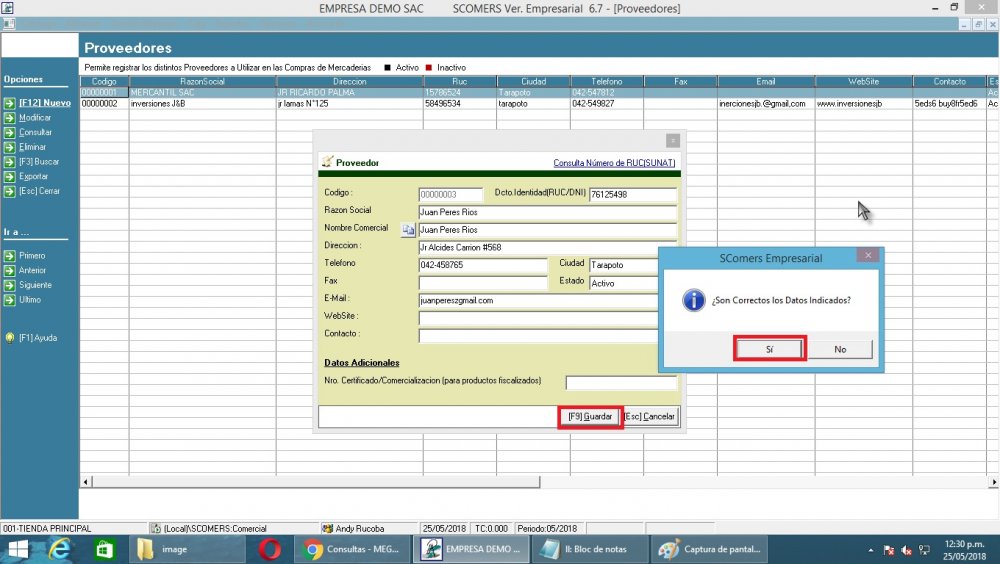 EMPRESA DEMO SAC SCOMERS Ver. Empresarial 6.7 - [Proveedores]
Proveedores
Permite registrar los distintos Proveedores a Utilizar en las Compras de Mercaderias Activo Inactivo
Opciones
[F12] Nuevo
Modificar
Consultar
Eliminar
[F3] Buscar
Exportar
[Esc] Cerrar
Ir a ...
Primero
Anterior
Siguiente
Ultimo
[F1] Ayuda
Codigo RazonSocial Direccion Ruc Ciudad Telefono Fax Email WebSite Contacto Es
00000001 MERCANTIL SAC JR RICARDO PALMA 15786524 Tarapoto 042-547812 Ac
00000002 inversiones J&B jr lamas N°125 58496534 tarapoto 042-549827 inercionesjb.@gmail.com www.inversionesjb 5eds6 buy8fr5ed6 Ac
Proveedor Consulta Número de RUC(SUNAT)
Codigo : 00000003 Dcto.Identidad(RUC/DNI) 76125498
Razon Social Juan Peres Rios
Nombre Comercial Juan Peres Rios
Direccion : Jr Alcides Carrion #568
Telefono 042-458765 Ciudad Tarapoto
Fax Estado Activo
E-Mail : juanpereszgmail.com
WebSite :
Contacto :
Datos Adicionales
Nro. Certificado/Comercializacion (para productos fiscalizados)
[F9] Guardar [Esc] Cancelar
SComers Empresarial
¿Son Correctos los Datos Indicados?
Sí No
001-TIENDA PRINCIPAL (Local)\SCOMERS:Comercial Andy Rucoba 25/05/2018 TC:0.000 Periodo:05/2018
image Consultas - MEG... EMPRESA DEMO ... II: Bloc de notas Captura de pantal... 12:30 p.m.
25/05/2018